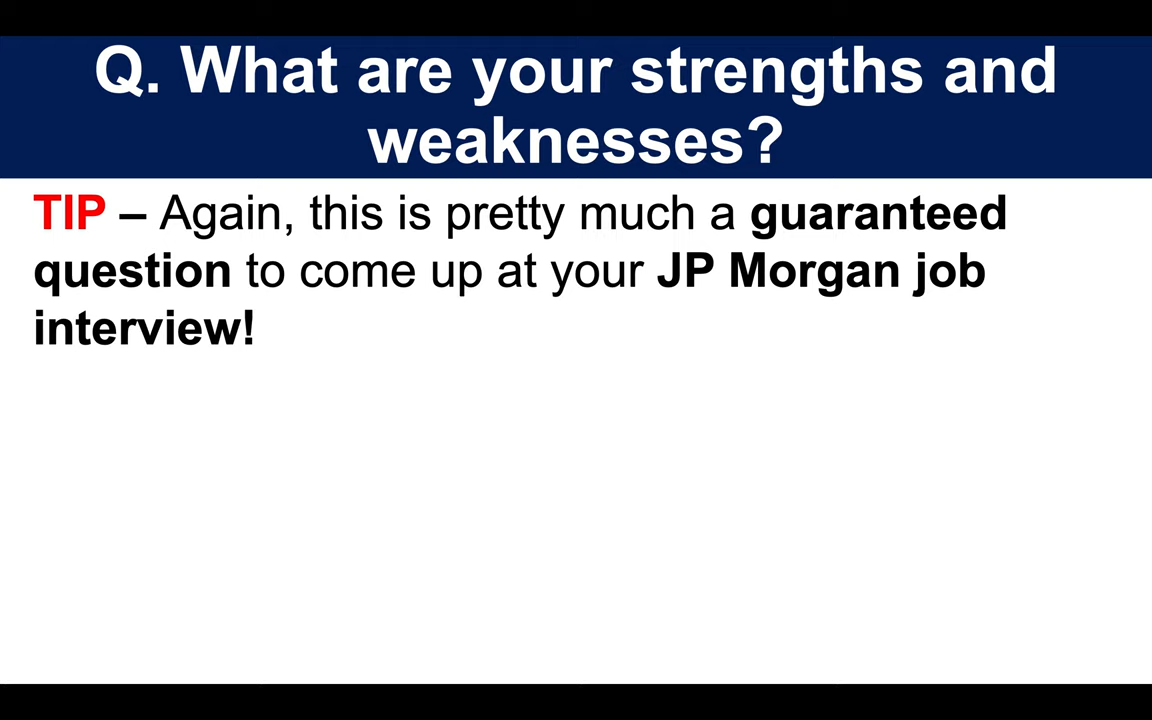 Q. What are your strengths and
weaknesses?
TIP – Again, this is pretty much a guaranteed
question to come up at your JP Morgan job
interview!